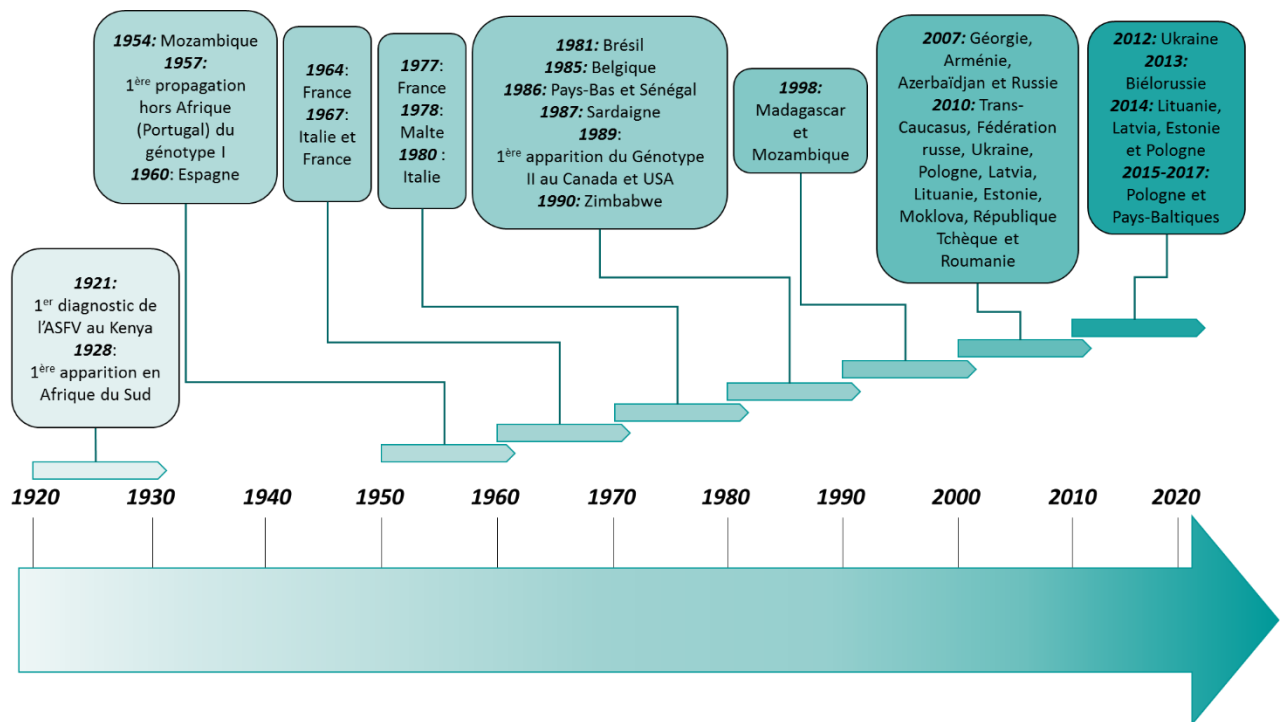 1921:
1er diagnostic de
l'ASFV au Kenya
1928:
1ère apparition en
Afrique du Sud
1954: Mozambique
1957:
1ère propagation
hors Afrique
(Portugal) du
génotype I
1960: Espagne
1964:
France
1967:
Italie et
France
1977:
France
1978:
Malte
1980 :
Italie
1981: Brésil
1985: Belgique
1986: Pays-Bas et Sénégal
1987: Sardaigne
1989:
1ère apparition du Génotype
II au Canada et USA
1990: Zimbabwe
1998:
Madagascar
et
Mozambique
2007: Géorgie,
Arménie,
Azerbaïdjan et Russie
2010: Trans-
Caucasus, Fédération
russe, Ukraine,
Pologne, Latvia,
Lituanie, Estonie,
Moklova, République
Tchèque et
Roumanie
2012: Ukraine
2013:
Biélorussie
2014: Lituanie,
Latvia, Estonie
et Pologne
2015-2017:
Pologne et
Pays-Baltiques
1920 1930 1940 1950 1960 1970 1980 1990 2000 2010 2020